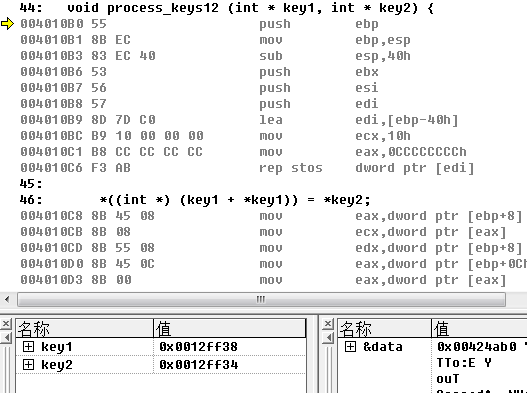 44: void process_keys12 (int * key1, int * key2) {
004010B0 55 push ebp
004010B1 8B EC mov ebp,esp
004010B3 83 EC 40 sub esp,40h
004010B6 53 push ebx
004010B7 56 push esi
004010B8 57 push edi
004010B9 8D 7D C0 lea edi,[ebp-40h]
004010BC B9 10 00 00 00 mov ecx,10h
004010C1 B8 CC CC CC CC mov eax,0CCCCCCCCh
004010C6 F3 AB rep stos dword ptr [edi]
45:
46: *((int *) (key1 + *key1)) = *key2;
004010C8 8B 45 08 mov eax,dword ptr [ebp+8]
004010CB 8B 08 mov ecx,dword ptr [eax]
004010CD 8B 55 08 mov edx,dword ptr [ebp+8]
004010D0 8B 45 0C mov eax,dword ptr [ebp+0Ch
004010D3 8B 00 mov eax,dword ptr [eax]
名称 值
key1 0x0012ff38
key2 0x0012ff34
名称 值
&data 0x00424ab0 "
TTo:E Y
ouT